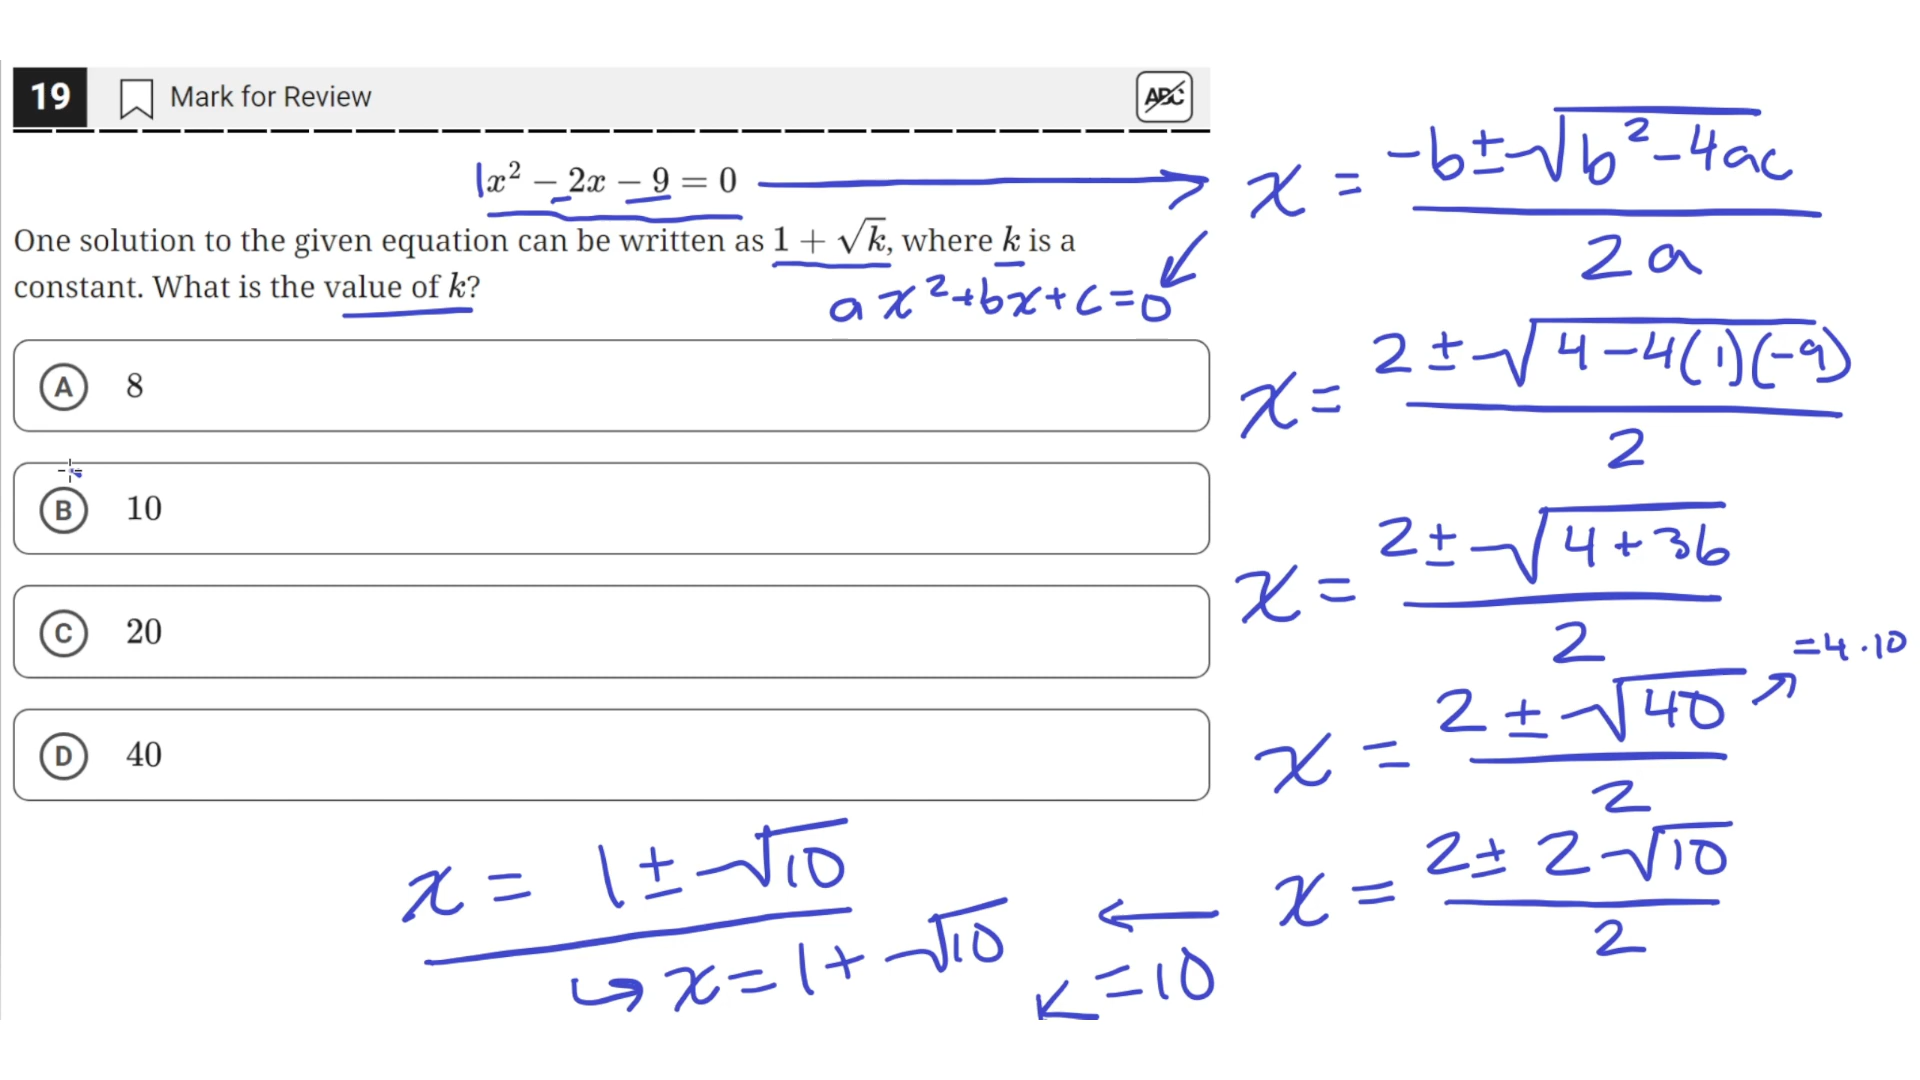 19 Mark for Review ABC
1x² – 2x – 9 = 0
One solution to the given equation can be written as 1 + √k, where k is a
constant. What is the value of k?
ax²+bx+c=0
A 8
B 10
C 20
D 40
x = (-b±√(b²-4ac))/(2a)
x = (2±√(4-4(1)(-9)))/2
x = (2±√(4+36))/2
x = (2±√40)/2
=4·10
x = (2±2√10)/2
x = 1±√10
x=1+√10
k=10